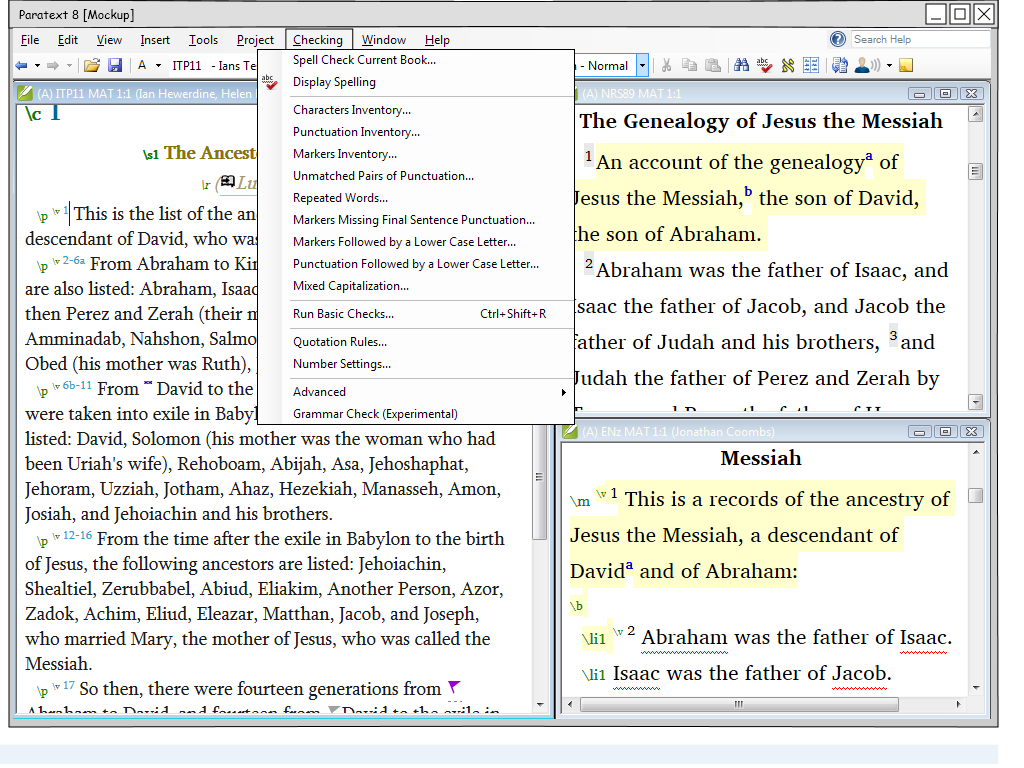 Paratext 8 [Mockup]
File Edit View Insert Tools Project Checking Window Help Search Help
A ITP11 - Ians Te - Normal
Spell Check Current Book...
Display Spelling
Characters Inventory...
Punctuation Inventory...
Markers Inventory...
Unmatched Pairs of Punctuation...
Repeated Words...
Markers Missing Final Sentence Punctuation...
Markers Followed by a Lower Case Letter...
Punctuation Followed by a Lower Case Letter...
Mixed Capitalization...
Run Basic Checks... Ctrl+Shift+R
Quotation Rules...
Number Settings...
Advanced
Grammar Check (Experimental)
(A) ITP11 MAT 1:1 (Ian Hewerdine, Helen
\c 1
\s1 The Ancest
\r (Lu
\p \v 1 This is the list of the an
descendant of David, who was
\p \v 2-6a From Abraham to Kin
are also listed: Abraham, Isaac
then Perez and Zerah (their m
Amminadab, Nahshon, Salmo
Obed (his mother was Ruth),
\p \v 6b-11 From David to the
were taken into exile in Babyl
listed: David, Solomon (his mother was the woman who had
been Uriah's wife), Rehoboam, Abijah, Asa, Jehoshaphat,
Jehoram, Uzziah, Jotham, Ahaz, Hezekiah, Manasseh, Amon,
Josiah, and Jehoiachin and his brothers.
\p \v 12-16 From the time after the exile in Babylon to the birth
of Jesus, the following ancestors are listed: Jehoiachin,
Shealtiel, Zerubbabel, Abiud, Eliakim, Another Person, Azor,
Zadok, Achim, Eliud, Eleazar, Matthan, Jacob, and Joseph,
who married Mary, the mother of Jesus, who was called the
Messiah.
\p \v 17 So then, there were fourteen generations from
Abraham to David, and fourteen from David to the exile in
(A) NRS89 MAT 1:1
The Genealogy of Jesus the Messiah
1 An account of the genealogy a of
Jesus the Messiah, b the son of David,
the son of Abraham.
2 Abraham was the father of Isaac, and
Isaac the father of Jacob, and Jacob the
father of Judah and his brothers, 3 and
Judah the father of Perez and Zerah by
(A) ENz MAT 1:1 (Jonathan Coombs)
Messiah
\m \v 1 This is a records of the ancestry of
Jesus the Messiah, a descendant of
David a and of Abraham:
\b
\li1 \v 2 Abraham was the father of Isaac.
\li1 Isaac was the father of Jacob.